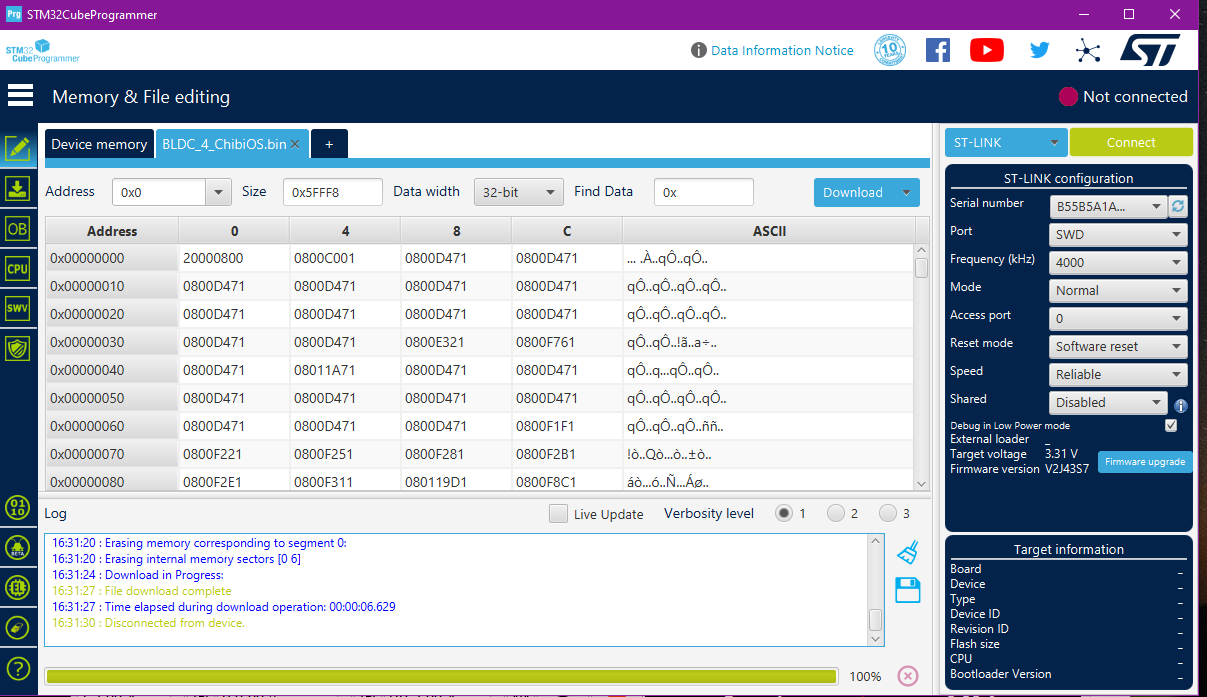 Prg STM32CubeProgrammer
STM32
CubeProgrammer
Data Information Notice
10 YEARS
ST
Memory & File editing
Not connected
Device memory
BLDC_4_ChibiOS.bin ×
+
ST-LINK
Connect
Address 0x0 Size 0x5FFF8 Data width 32-bit Find Data 0x Download
Address 0 4 8 C ASCII
0x00000000 20000800 0800C001 0800D471 0800D471 ... .À..qÔ..qÔ..
0x00000010 0800D471 0800D471 0800D471 0800D471 qÔ..qÔ..qÔ..qÔ..
0x00000020 0800D471 0800D471 0800D471 0800D471 qÔ..qÔ..qÔ..qÔ..
0x00000030 0800D471 0800D471 0800E321 0800F761 qÔ..qÔ..!ã..a÷..
0x00000040 0800D471 08011A71 0800D471 0800D471 qÔ..q...qÔ..qÔ..
0x00000050 0800D471 0800D471 0800D471 0800D471 qÔ..qÔ..qÔ..qÔ..
0x00000060 0800D471 0800D471 0800D471 0800F1F1 qÔ..qÔ..qÔ..ññ..
0x00000070 0800F221 0800F251 0800F281 0800F2B1 !ò..Qò...ò..±ò..
0x00000080 0800F2E1 0800F311 080119D1 0800F8C1 áò...ó..Ñ...Áø..
ST-LINK configuration
Serial number B55B5A1A...
Port SWD
Frequency (kHz) 4000
Mode Normal
Access port 0
Reset mode Software reset
Speed Reliable
Shared Disabled
Debug in Low Power mode
External loader _
Target voltage 3.31 V
Firmware version V2J43S7
Firmware upgrade
OB
CPU
SWV
01
10
BETA
Log
Live Update
Verbosity level 1 2 3
16:31:20 : Erasing memory corresponding to segment 0:
16:31:20 : Erasing internal memory sectors [0 6]
16:31:24 : Download in Progress:
16:31:27 : File download complete
16:31:27 : Time elapsed during download operation: 00:00:06.629
16:31:30 : Disconnected from device.
100%
?
Target information
Board _
Device _
Type _
Device ID _
Revision ID _
Flash size _
CPU _
Bootloader Version _